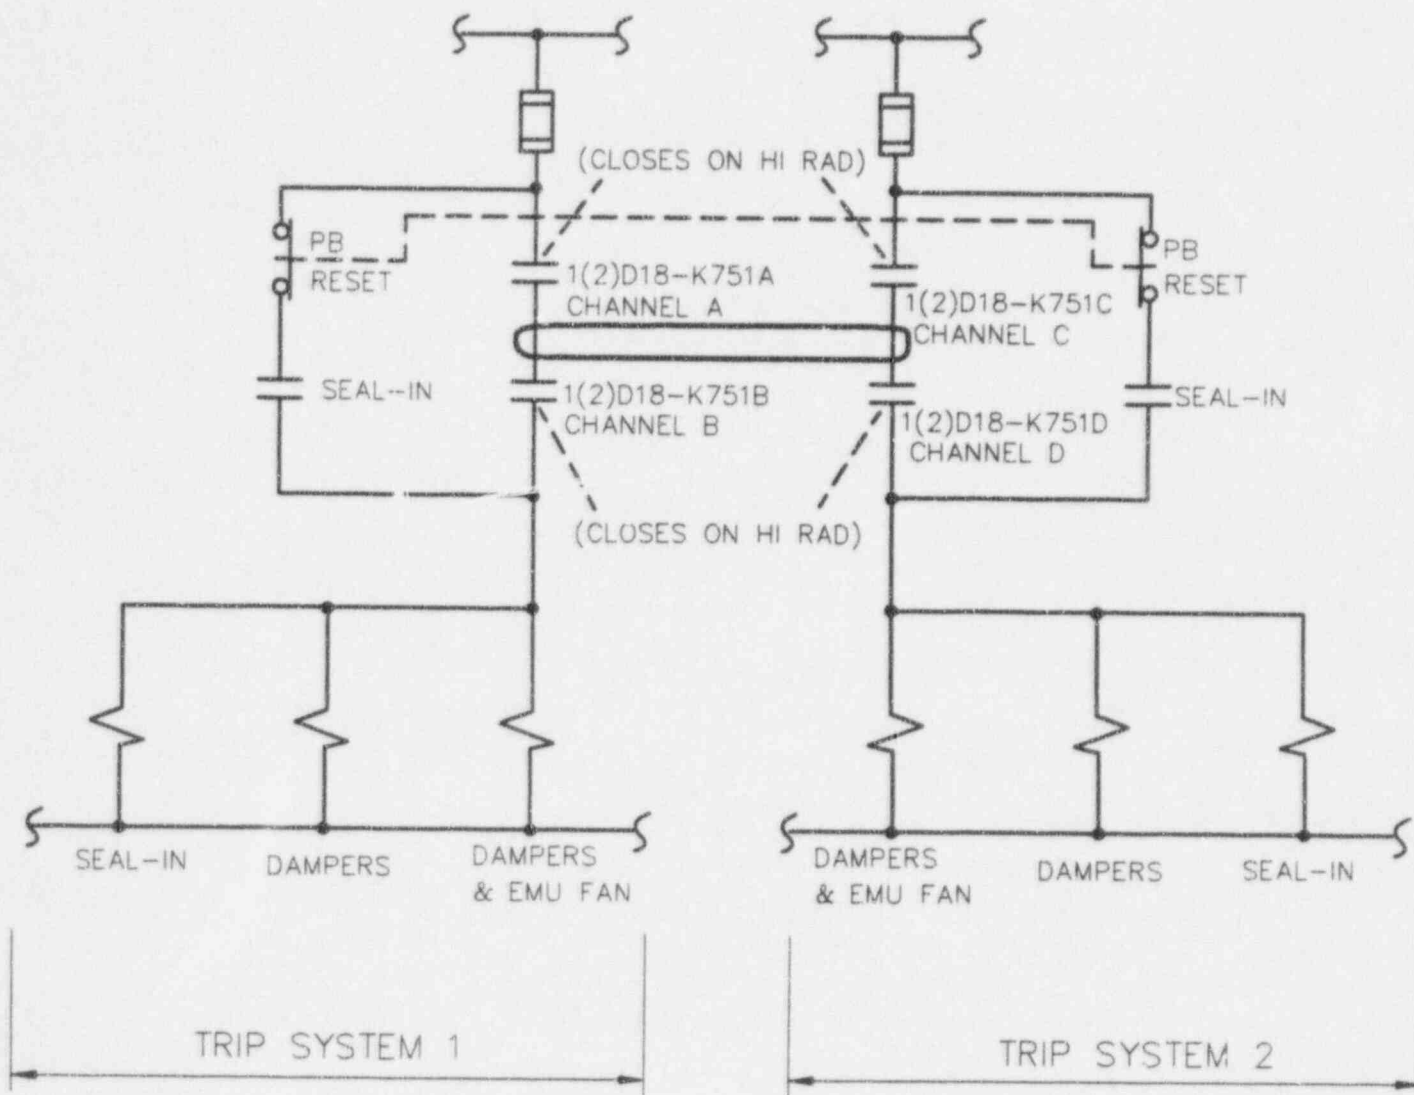 (CLOSES ON HI RAD)
PB
RESET
1(2)D18-K751A
CHANNEL A
1(2)D18-K751C
CHANNEL C
PB
RESET
SEAL-IN
1(2)D18-K751B
CHANNEL B
1(2)D18-K751D
CHANNEL D
SEAL-IN
(CLOSES ON HI RAD)
SEAL-IN
DAMPERS
DAMPERS
& EMU FAN
DAMPERS
& EMU FAN
DAMPERS
SEAL-IN
TRIP SYSTEM 1
TRIP SYSTEM 2